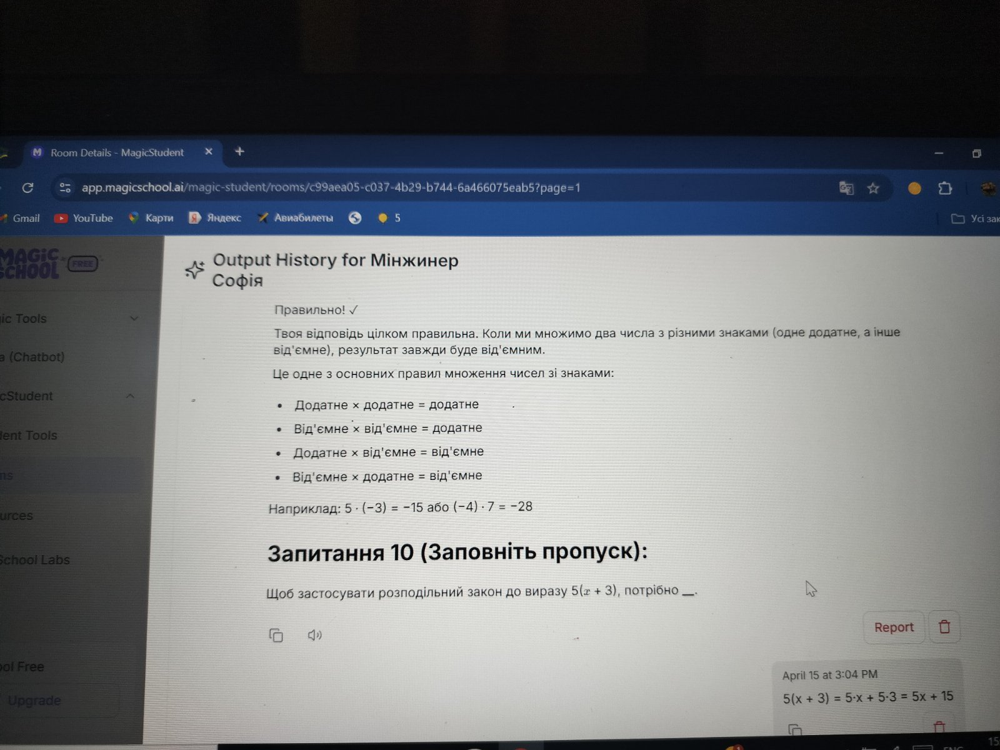 Room Details - MagicStudent
app.magicschool.ai/magic-student/rooms/c99aea05-c037-4b29-b744-6a466075eab5?page=1
Gmail YouTube Карти Яндекс Авиабилеты 5 Усі зак
MAGIC SCHOOL FREE
Output History for Мінжинер
Софія
Правильно! ✓
Твоя відповідь цілком правильна. Коли ми множимо два числа з різними знаками (одне додатне, а інше
від'ємне), результат завжди буде від'ємним.
Це одне з основних правил множення чисел зі знаками:
• Додатне × додатне = додатне
• Від'ємне × від'ємне = додатне
• Додатне × від'ємне = від'ємне
• Від'ємне × додатне = від'ємне
Наприклад: 5 · (−3) = −15 або (−4) · 7 = −28
Запитання 10 (Заповніть пропуск):
Щоб застосувати розподільний закон до виразу 5(x + 3), потрібно __.
Report
April 15 at 3:04 PM
5(x + 3) = 5·x + 5·3 = 5x + 15
ic Tools
a (Chatbot)
cStudent
ent Tools
ms
urces
School Labs
ool Free
Upgrade
ENG
15